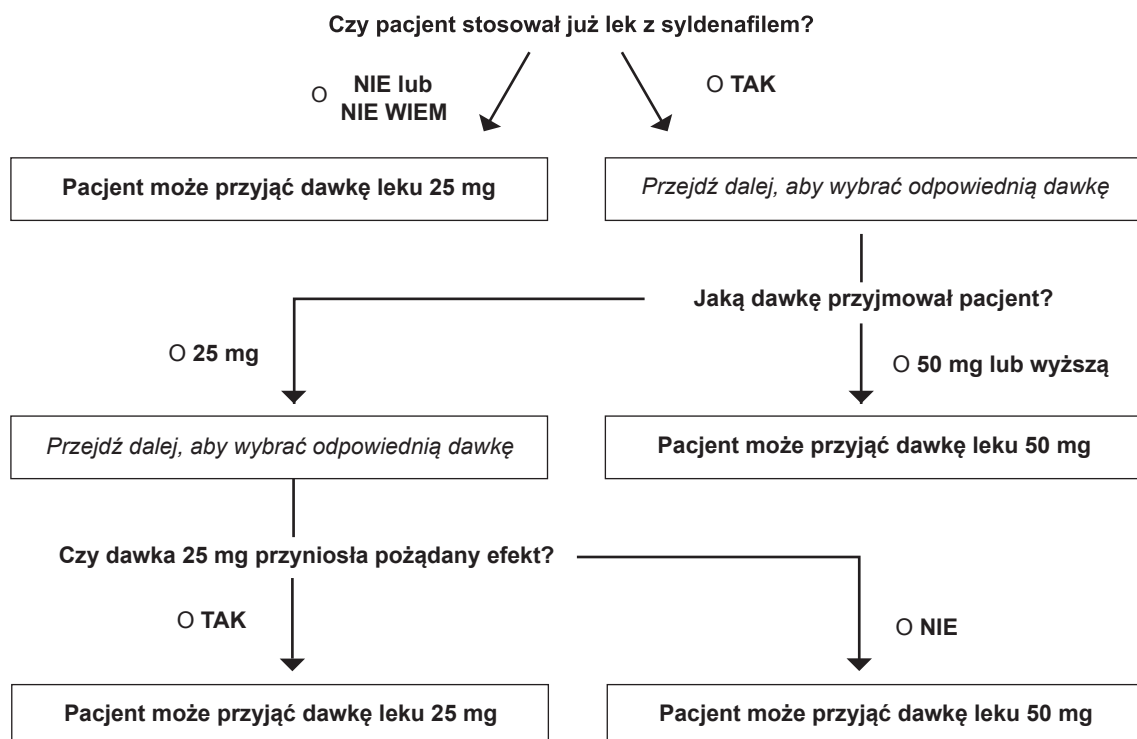 Czy pacjent stosował już lek z syldenafilem?
O NIE lub
NIE WIEM
O TAK
Pacjent może przyjąć dawkę leku 25 mg
Przejdź dalej, aby wybrać odpowiednią dawkę
Jaką dawkę przyjmował pacjent?
O 25 mg
O 50 mg lub wyższą
Przejdź dalej, aby wybrać odpowiednią dawkę
Pacjent może przyjąć dawkę leku 50 mg
Czy dawka 25 mg przyniosła pożądany efekt?
O TAK
O NIE
Pacjent może przyjąć dawkę leku 25 mg
Pacjent może przyjąć dawkę leku 50 mg